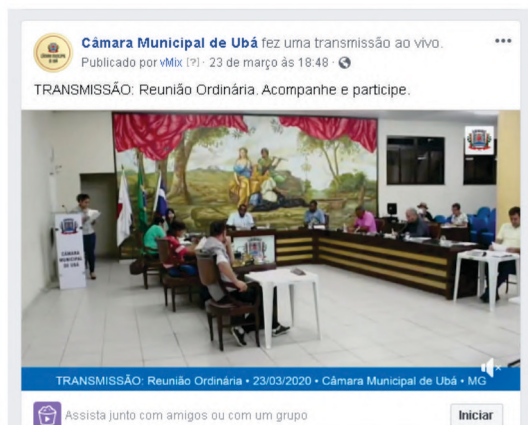 Câmara Municipal de Ubá fez uma transmissão ao vivo.
Publicado por vMix [?] · 23 de março às 18:48 ·
TRANSMISSÃO: Reunião Ordinária. Acompanhe e participe.
CÂMARA
MUNICIPAL
DE UBÁ
TRANSMISSÃO: Reunião Ordinária • 23/03/2020 • Câmara Municipal de Ubá • MG
Assista junto com amigos ou com um grupo
Iniciar